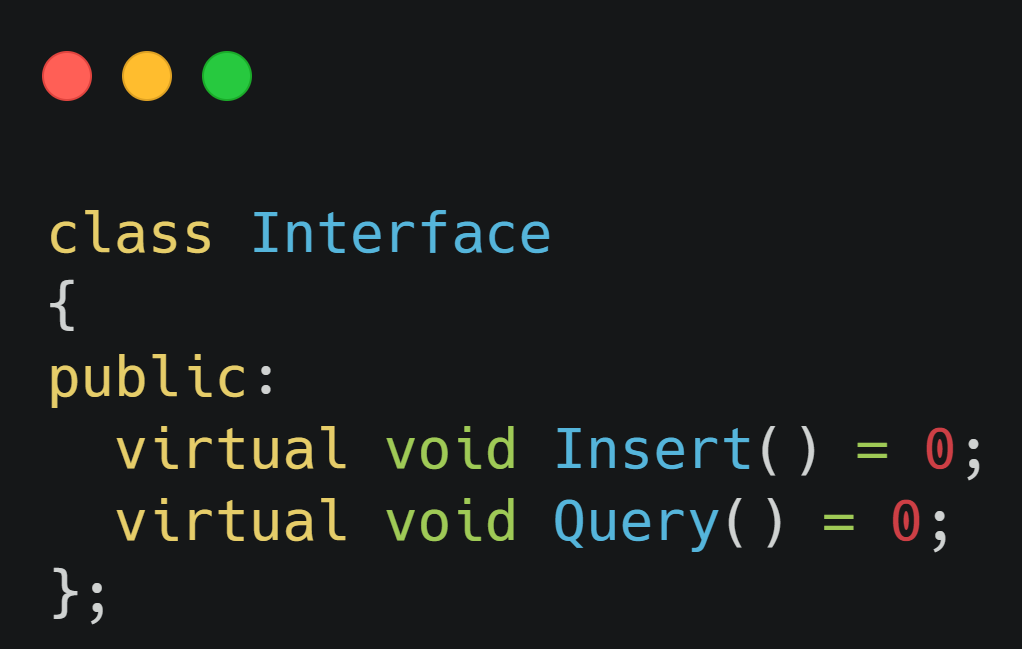 class Interface
{
public:
  virtual void Insert() = 0;
  virtual void Query() = 0;
};